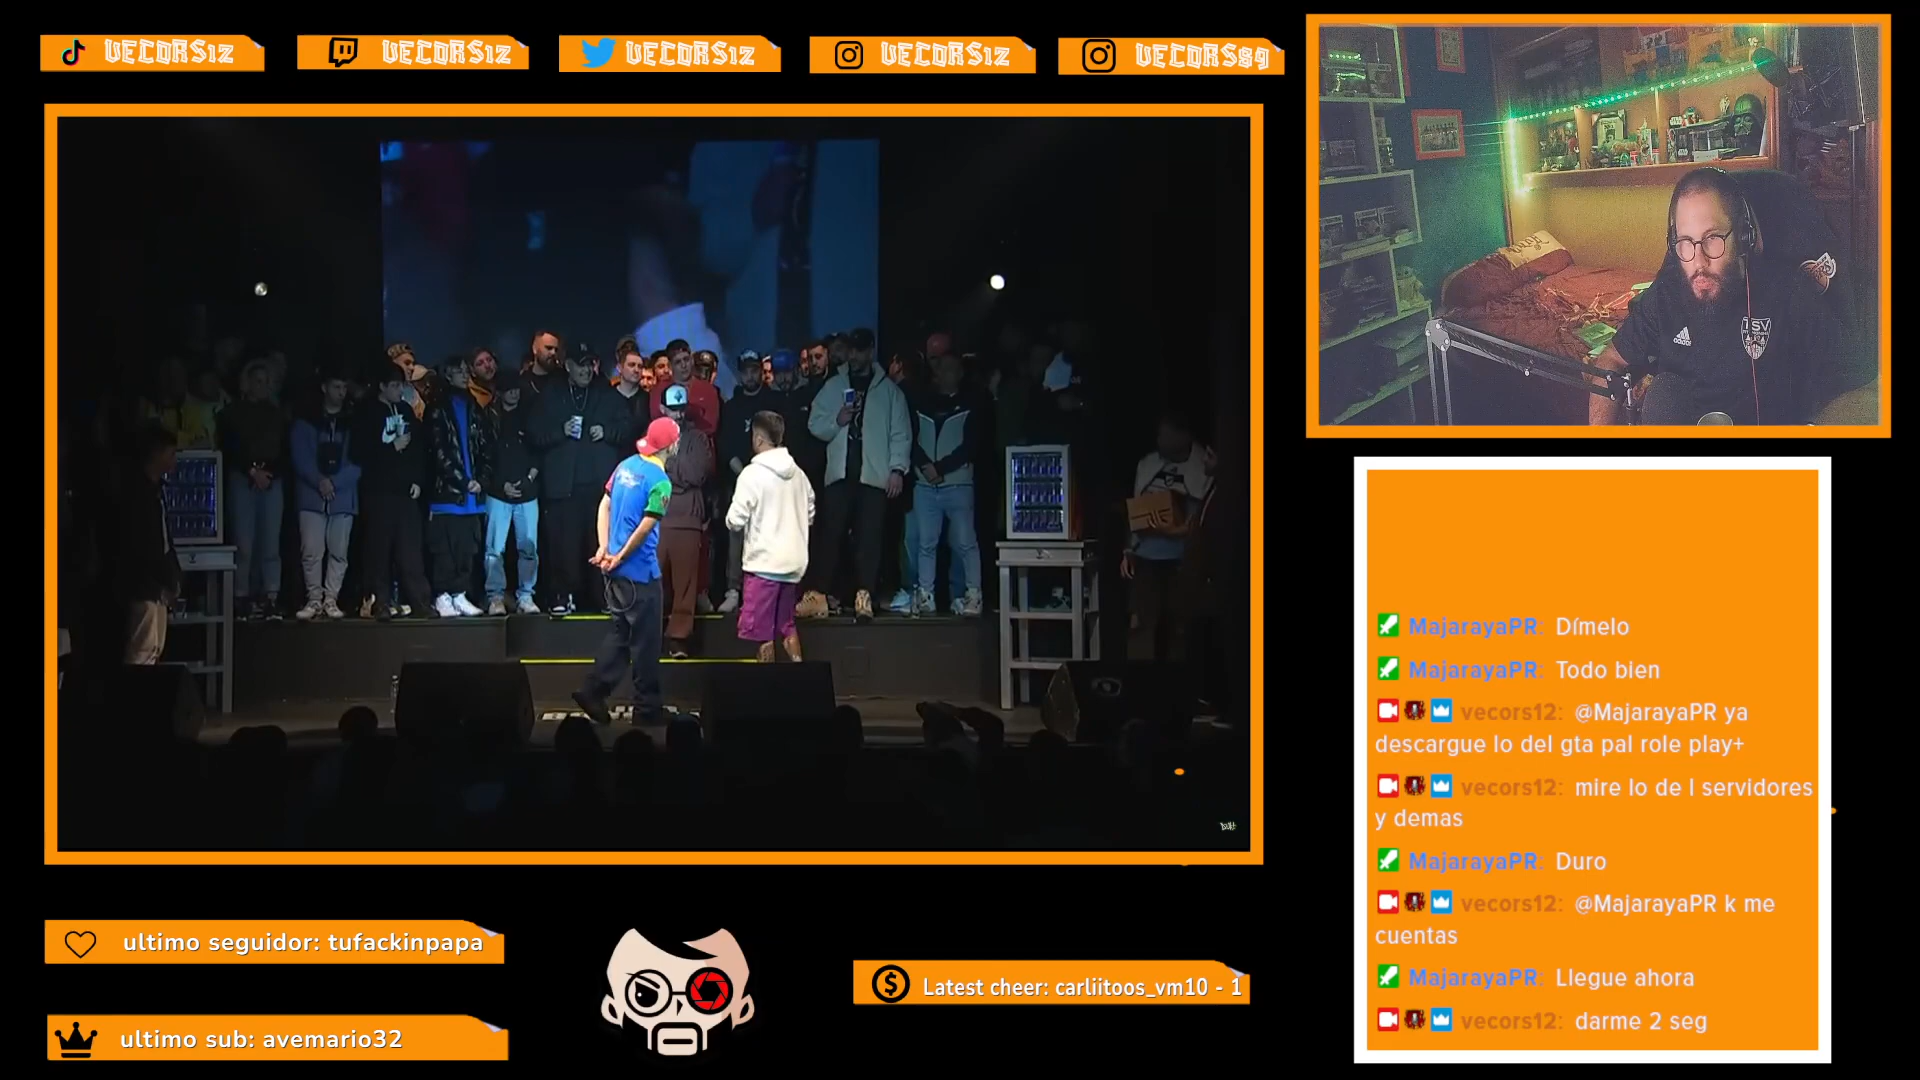 VECORS12
VECORS12
VECORS12
VECORS12
VECORS89
TSV
MajarayaPR: Dímelo
MajarayaPR: Todo bien
vecors12: @MajarayaPR ya
descargue lo del gta pal role play+
vecors12: mire lo de l servidores
y demas
MajarayaPR: Duro
vecors12: @MajarayaPR k me
cuentas
MajarayaPR: Llegue ahora
vecors12: darme 2 seg
ultimo seguidor: tufackinpapa
Latest cheer: carliitoos_vm10 - 1
ultimo sub: avemario32